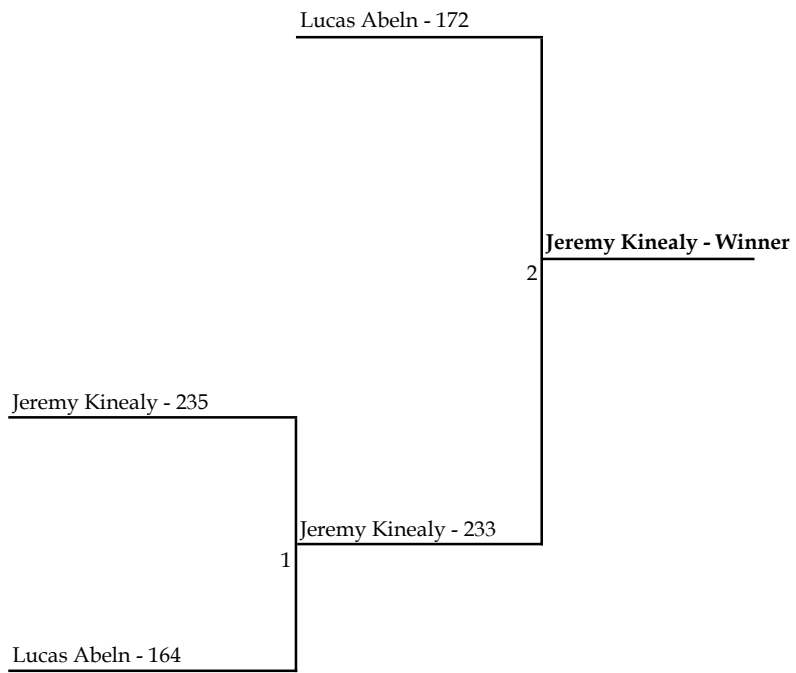 Lucas Abeln - 172
Jeremy Kinealy - Winner
2
Jeremy Kinealy - 235
Jeremy Kinealy - 233
1
Lucas Abeln - 164